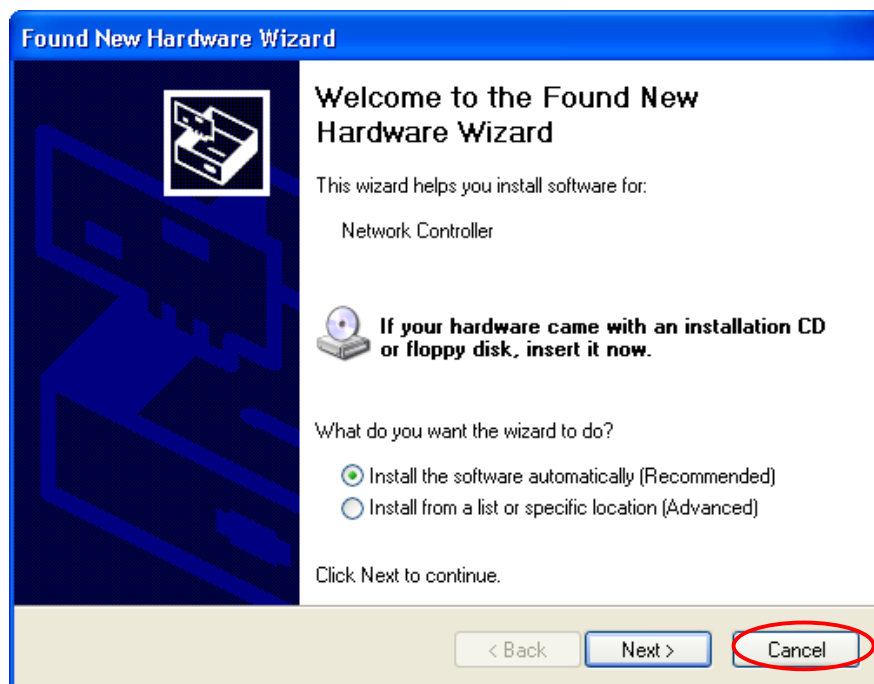 Found New Hardware Wizard
Welcome to the Found New
Hardware Wizard
This wizard helps you install software for:
Network Controller
If your hardware came with an installation CD
or floppy disk, insert it now.
What do you want the wizard to do?
Install the software automatically (Recommended)
Install from a list or specific location (Advanced)
Click Next to continue.
< Back Next > Cancel